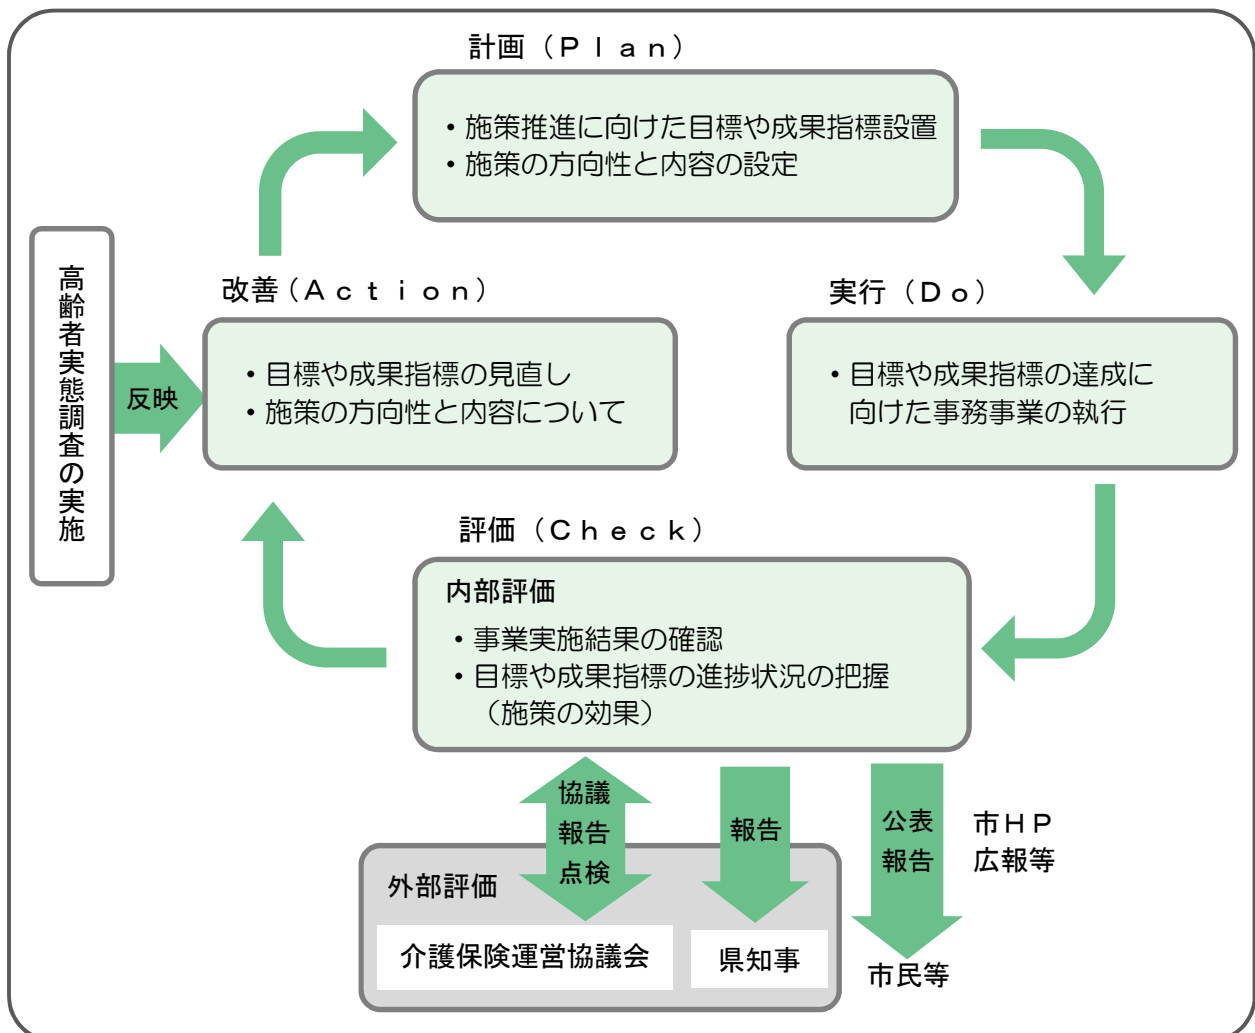 計画（Ｐｌａｎ）
・施策推進に向けた目標や成果指標設置
・施策の方向性と内容の設定
高齢者実態調査の実施
反映
改善（Ａｃｔｉｏｎ）
・目標や成果指標の見直し
・施策の方向性と内容について
実行（Ｄｏ）
・目標や成果指標の達成に
向けた事務事業の執行
評価（Ｃｈｅｃｋ）
内部評価
・事業実施結果の確認
・目標や成果指標の進捗状況の把握
（施策の効果）
協議
報告
点検
報告
公表
報告
市ＨＰ
広報等
外部評価
介護保険運営協議会
県知事
市民等